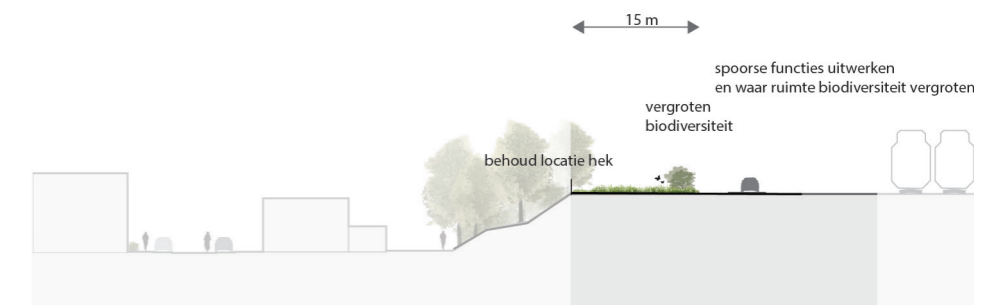 15 m
spoorse functies uitwerken
en waar ruimte biodiversiteit vergroten
vergroten
biodiversiteit
behoud locatie hek